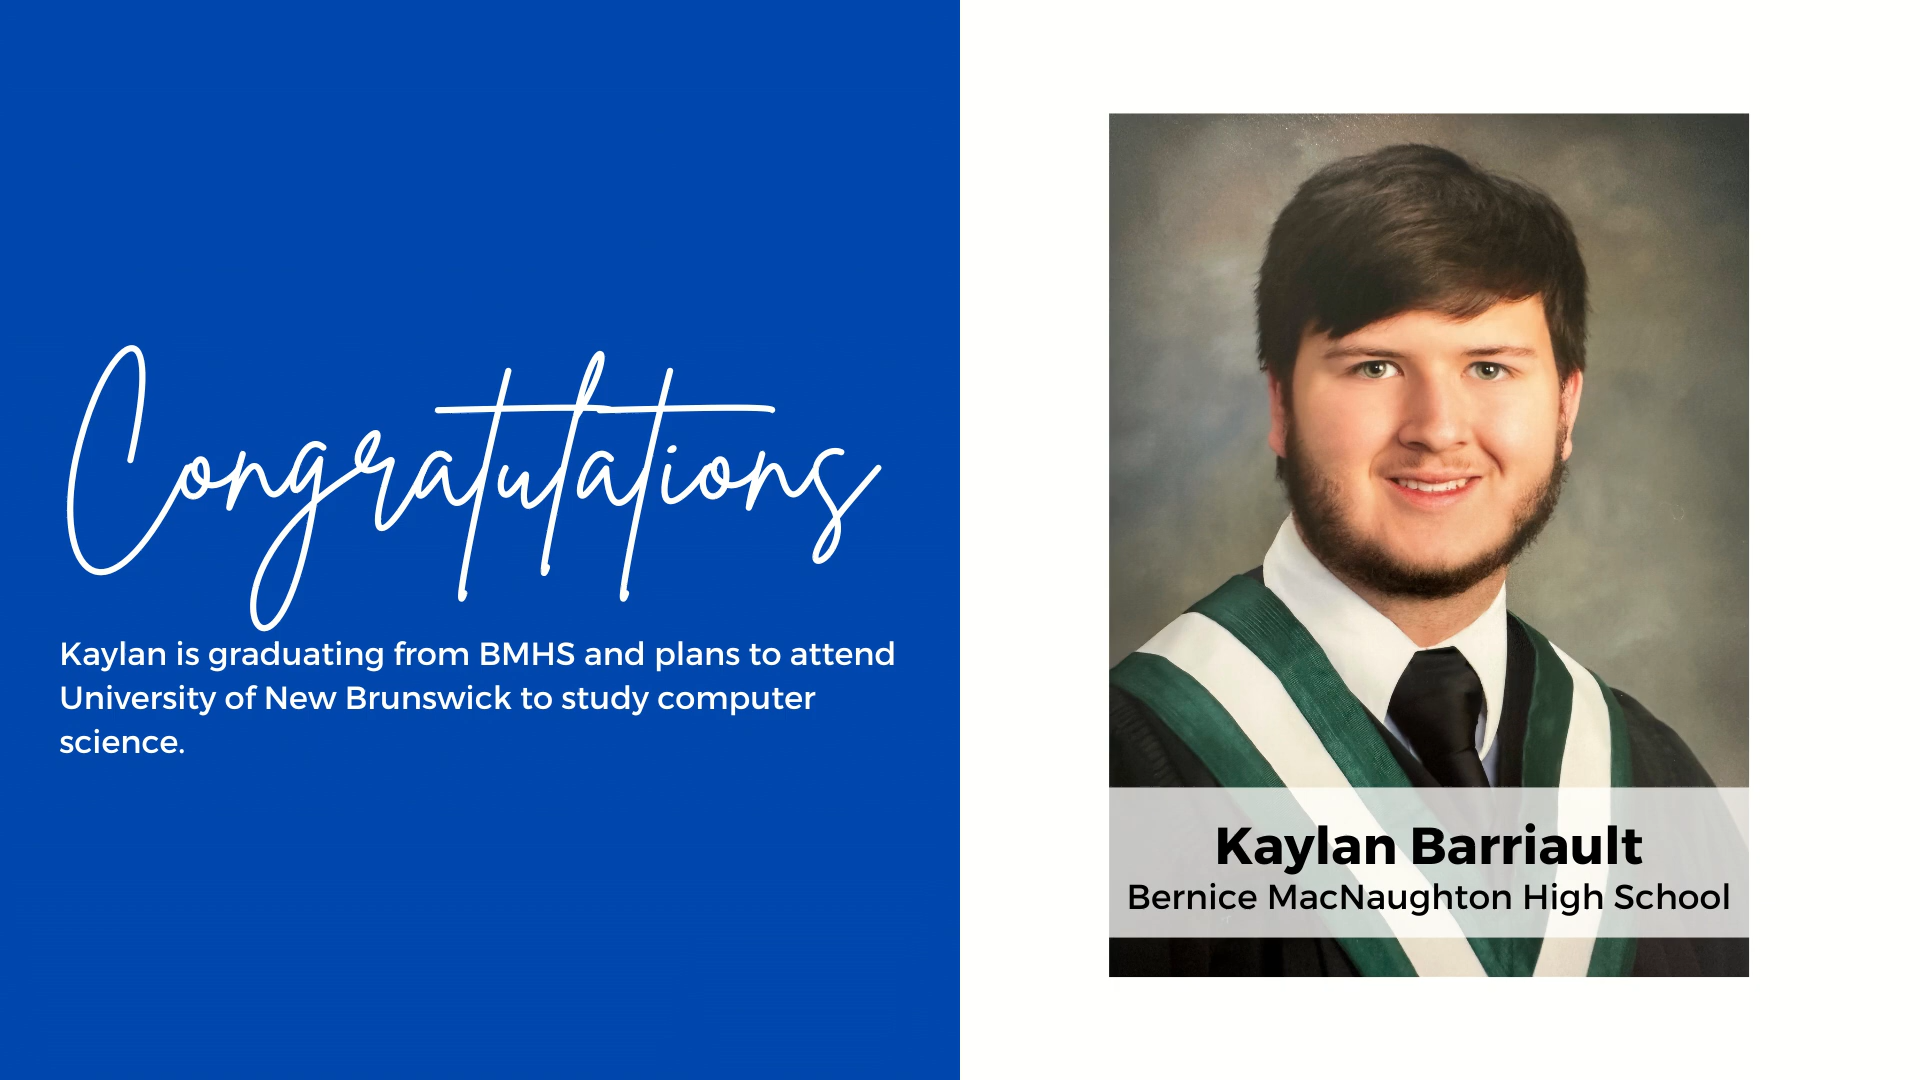 Congratulations
Kaylan is graduating from BMHS and plans to attend
University of New Brunswick to study computer
science.
Kaylan Barriault
Bernice MacNaughton High School